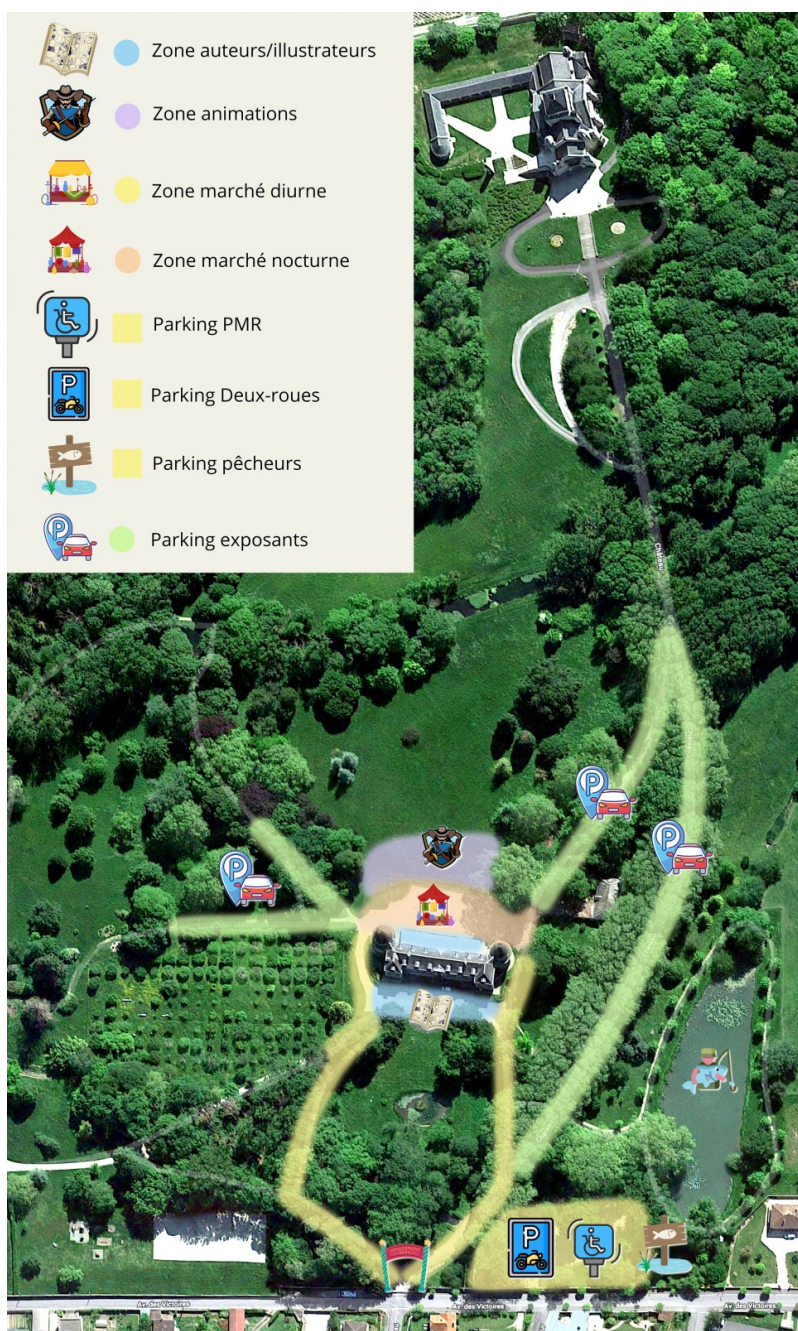 Zone auteurs/illustrateurs
Zone animations
Zone marché diurne
Zone marché nocturne
Parking PMR
P
Parking Deux-roues
Parking pêcheurs
P
Parking exposants
Château
P
P
P
P
Av. des Victoires
Av. des Victoires
Av. des Victoires